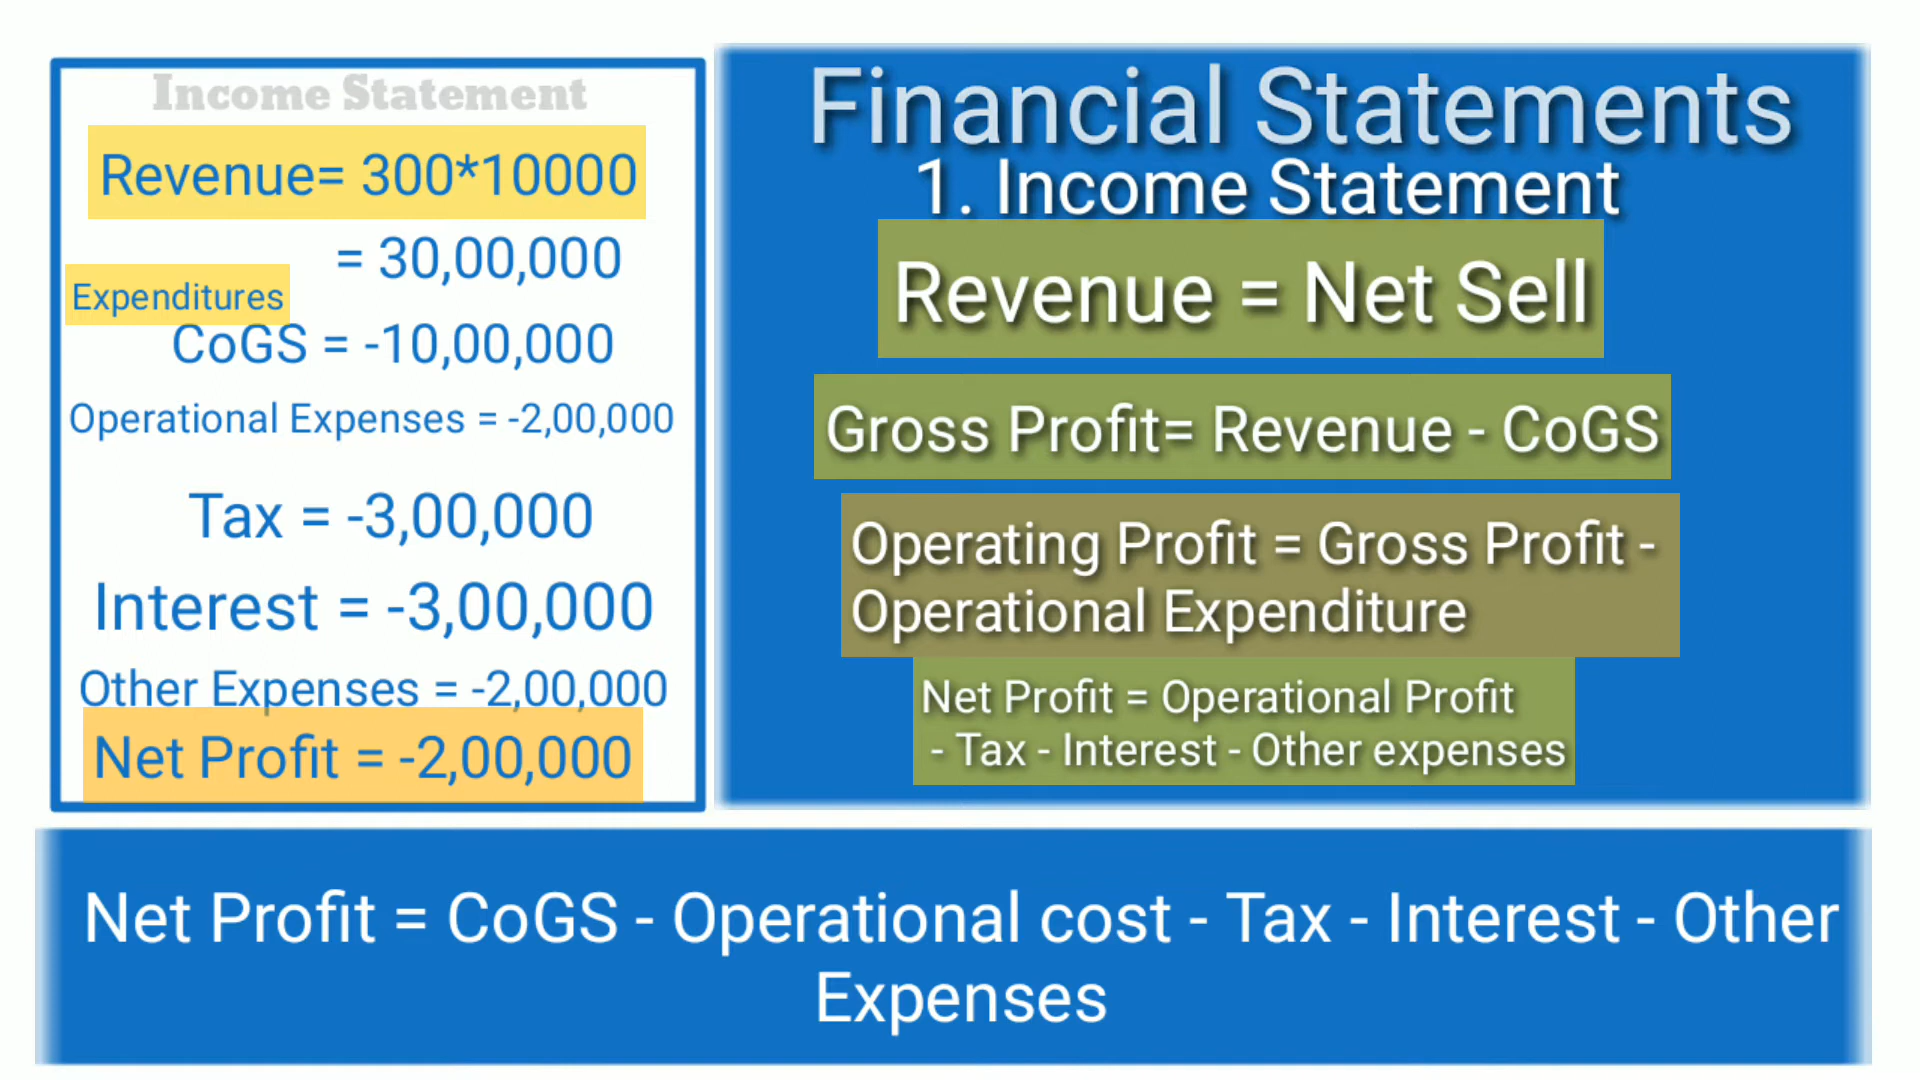 Income Statement
Revenue= 300*10000
= 30,00,000
Expenditures
CoGS = -10,00,000
Operational Expenses = -2,00,000
Tax = -3,00,000
Interest = -3,00,000
Other Expenses = -2,00,000
Net Profit = -2,00,000
Financial Statements
1. Income Statement
Revenue = Net Sell
Gross Profit= Revenue - CoGS
Operating Profit = Gross Profit -
Operational Expenditure
Net Profit = Operational Profit
- Tax - Interest - Other expenses
Net Profit = CoGS - Operational cost - Tax - Interest - Other
Expenses